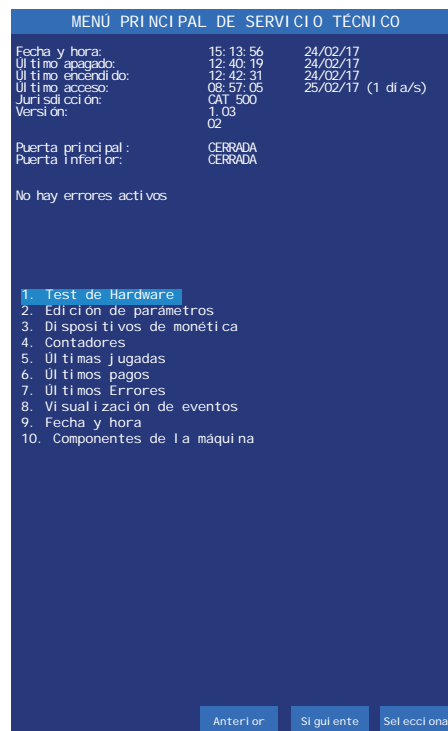 MENÚ PRINCIPAL DE SERVICIO TÉCNICO
Fecha y hora: 15:13:56 24/02/17
Último apagado: 12:40:19 24/02/17
Último encendido: 12:42:31 24/02/17
Último acceso: 08:57:05 25/02/17 (1 día/s)
Jurisdicción: CAT 500
Versión: 1.03
02
Puerta principal: CERRADA
Puerta inferior: CERRADA
No hay errores activos
1. Test de Hardware
2. Edición de parámetros
3. Dispositivos de monética
4. Contadores
5. Últimas jugadas
6. Últimos pagos
7. Últimos Errores
8. Visualización de eventos
9. Fecha y hora
10. Componentes de la máquina
Anterior Siguiente Selecciona